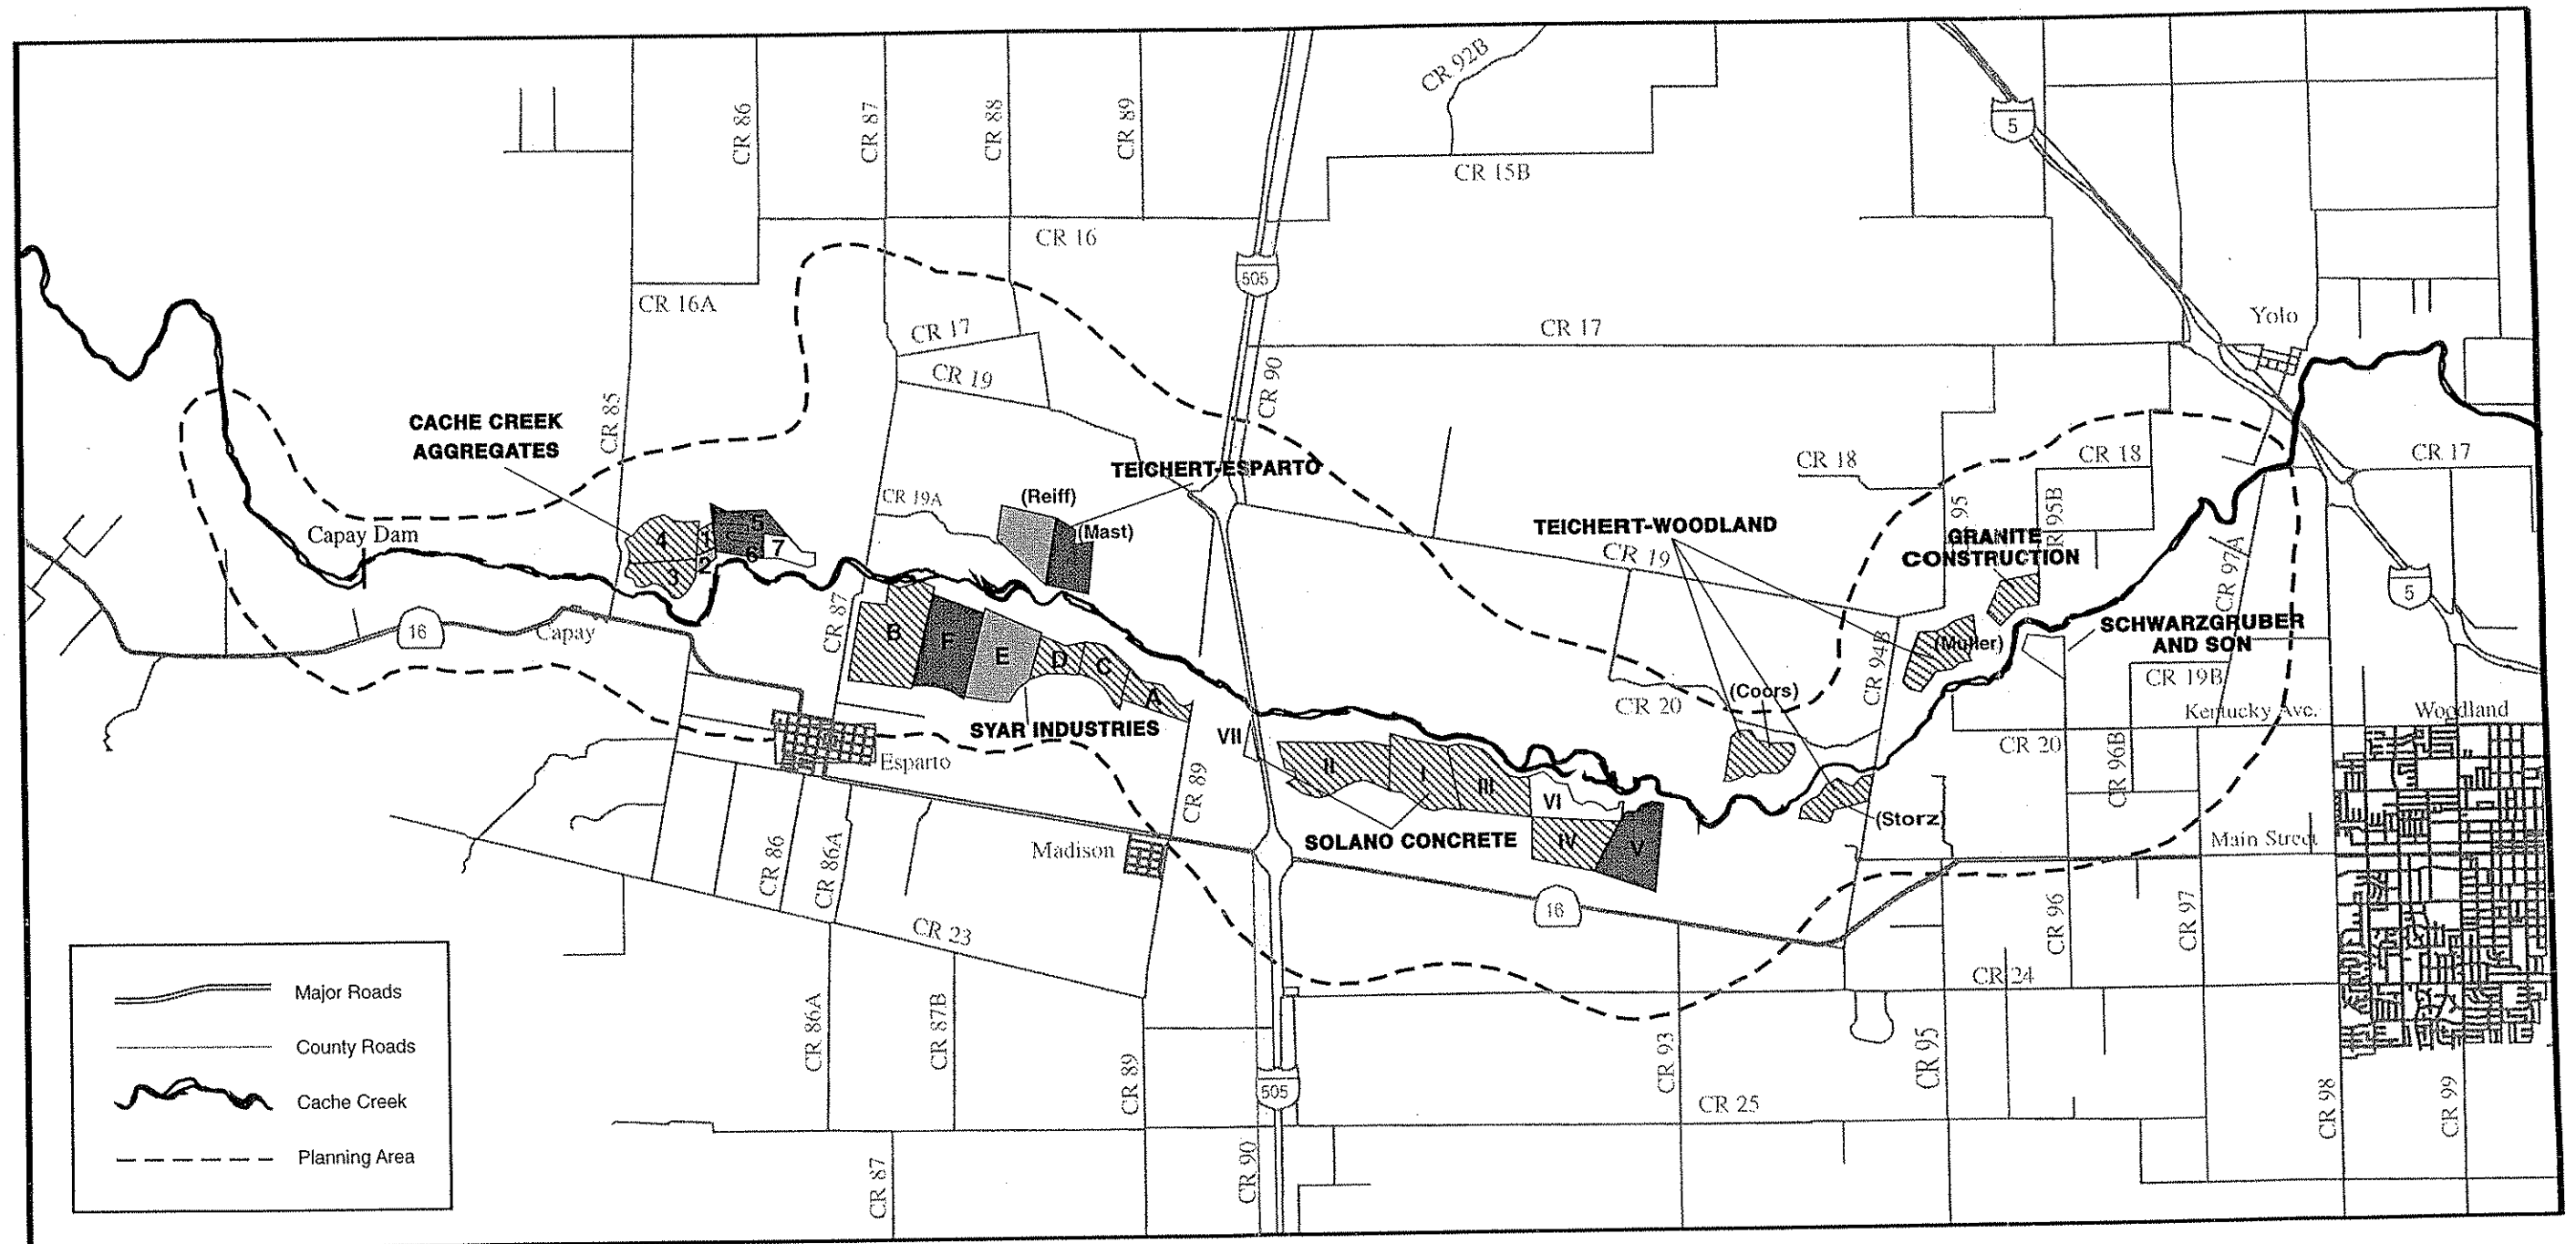 CR 86
CR 87
CR 88
CR 89
CR 92B
5
CR 15B
CR 16
505
CR 16A
CR 17
CR 17
Yolo
CR 19
CR 90
CR 85
CACHE CREEK
AGGREGATES
TEICHERT-ESPARTO
CR 18
CR 18
CR 17
CR 19A
(Reiff)
(Mast)
Capay Dam
TEICHERT-WOODLAND
CR 95B
95
GRANITE
CONSTRUCTION
CR 19
CR 97A
4
1
5
6
7
2
3
5
16
Capay
CR 87
B
F
E
D
C
A
CR 94B
(Muller)
SCHWARZGRUBER
AND SON
CR 19B
(Coors)
CR 20
Kentucky Ave.
Woodland
SYAR INDUSTRIES
VII
CR 20
CR 96B
Esparto
CR 89
II
I
III
VI
IV
V
(Storz)
SOLANO CONCRETE
Main Street
Madison
CR 86
CR 86A
16
CR 23
CR 96
CR 97
CR 24
Major Roads
County Roads
Cache Creek
Planning Area
CR 86A
CR 87B
CR 89
505
CR 93
CR 95
CR 25
CR 98
CR 99
CR 87
CR 90